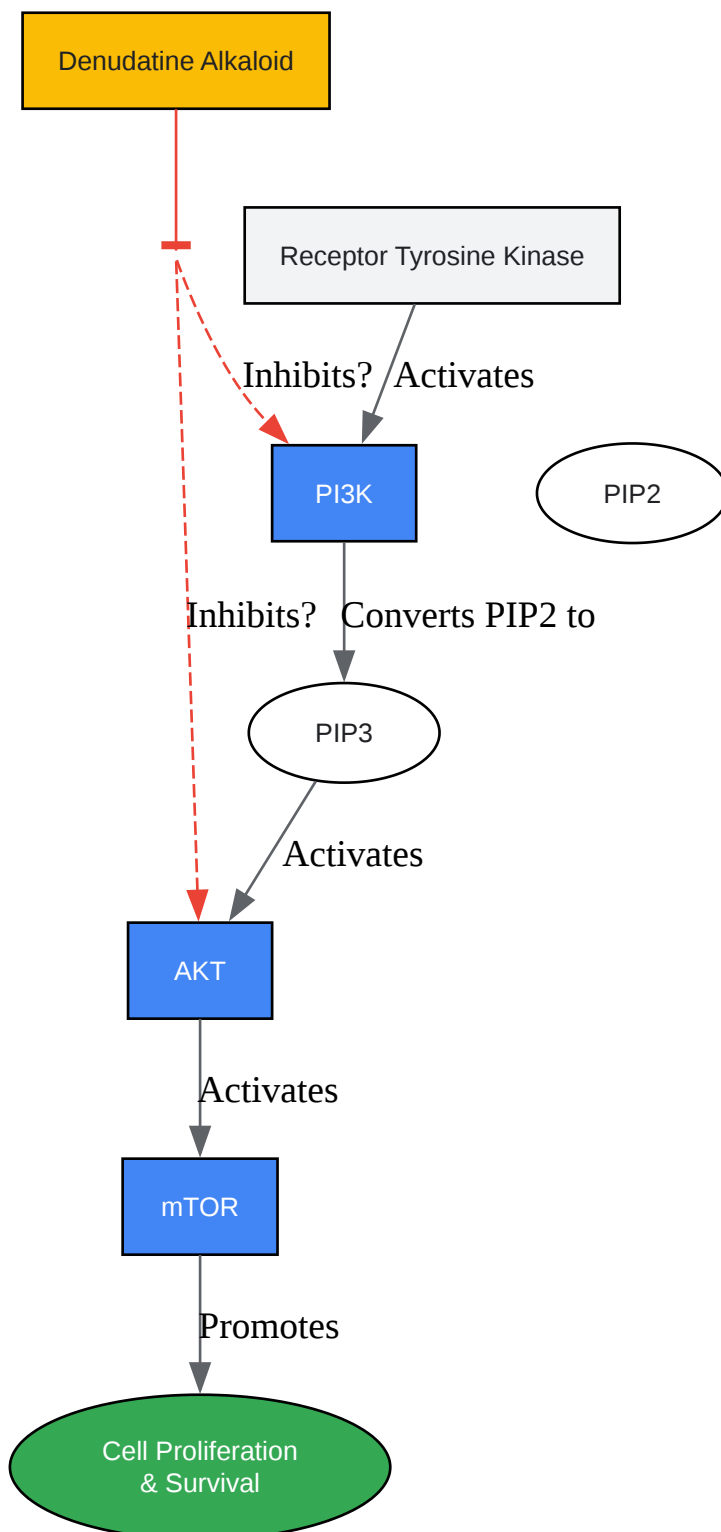 Denudatine Alkaloid
Receptor Tyrosine Kinase
Inhibits?
Activates
PI3K
PIP2
Inhibits?
Converts PIP2 to
PIP3
Activates
AKT
Activates
mTOR
Promotes
Cell Proliferation
& Survival